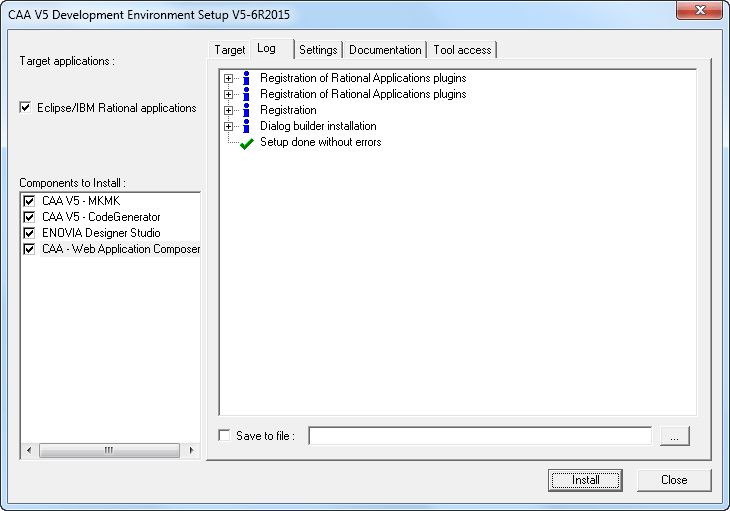 CAA V5 Development Environment Setup V5-6R2015
Target applications :
Eclipse/IBM Rational applications
Components to Install :
CAA V5 - MKMK
CAA V5 - CodeGenerator
ENOVIA Designer Studio
CAA - Web Application Composer
Target Log Settings Documentation Tool access
Registration of Rational Applications plugins
Registration of Rational Applications plugins
Registration
Dialog builder installation
Setup done without errors
Save to file :
...
Install Close